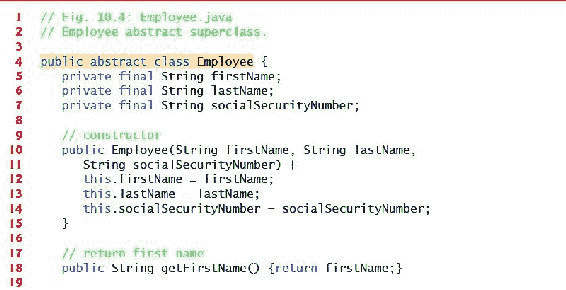 1 // Fig. 10.4: Employee.java
2 // Employee abstract superclass.
3
4 public abstract class Employee {
5 private final String firstName;
6 private final String lastName;
7 private final String socialSecurityNumber;
8
9 // constructor
10 public Employee(String firstName, String lastName,
11 String socialSecurityNumber) {
12 this.firstName = firstName;
13 this.lastName = lastName;
14 this.socialSecurityNumber = socialSecurityNumber;
15 }
16
17 // return first name
18 public String getFirstName() {return firstName;}
19